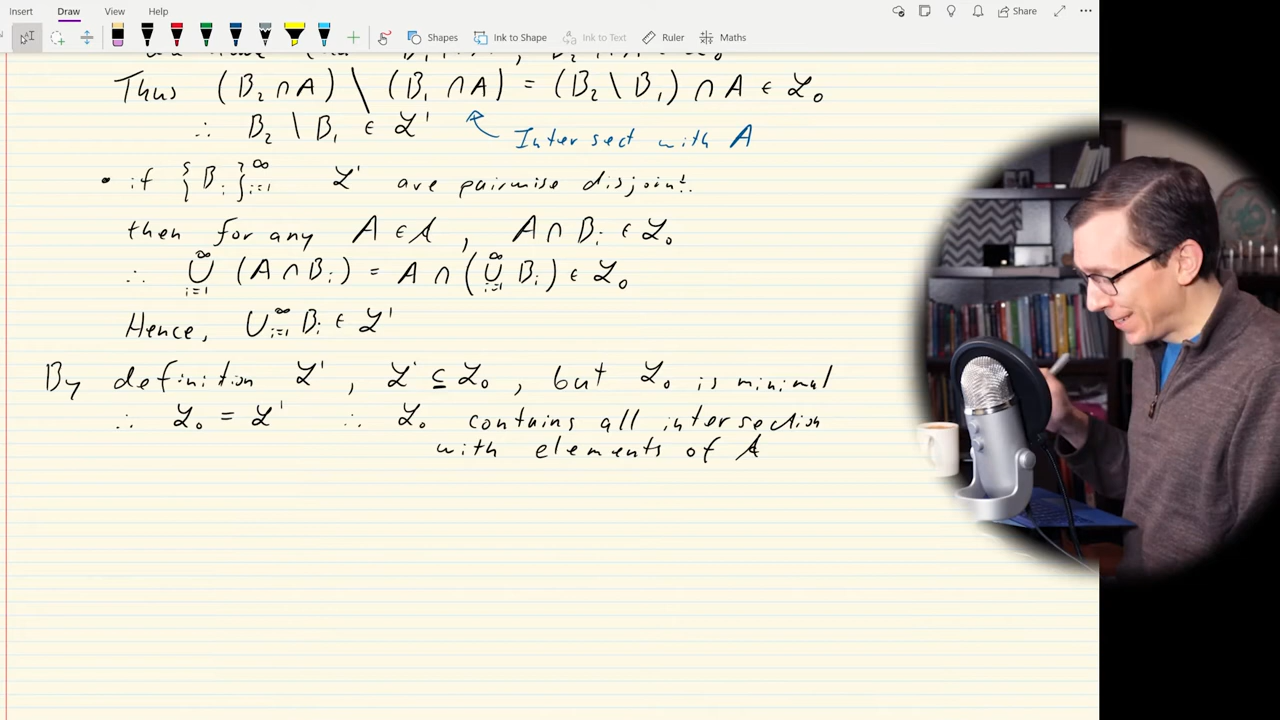 Insert Draw View Help Share
Shapes Ink to Shape Ink to Text Ruler Maths
Thus (B₂ ∩ A) \ (B₁ ∩ A) = (B₂ \ B₁) ∩ A ∈ ℒ₀
∴ B₂ \ B₁ ∈ ℒ'
Intersect with A
• if {Bᵢ}ᵢ₌₁^∞ ℒ' are pairwise disjoint.
then for any A ∈ 𝒜, A ∩ Bᵢ ∈ ℒ₀
∴ ⋃ᵢ₌₁^∞ (A ∩ Bᵢ) = A ∩ (⋃ᵢ₌₁^∞ Bᵢ) ∈ ℒ₀
Hence, ⋃ᵢ₌₁^∞ Bᵢ ∈ ℒ'
By definition ℒ', ℒ' ⊆ ℒ₀, but ℒ₀ is minimal
∴ ℒ₀ = ℒ' ∴ ℒ₀ contains all intersection
with elements of 𝒜